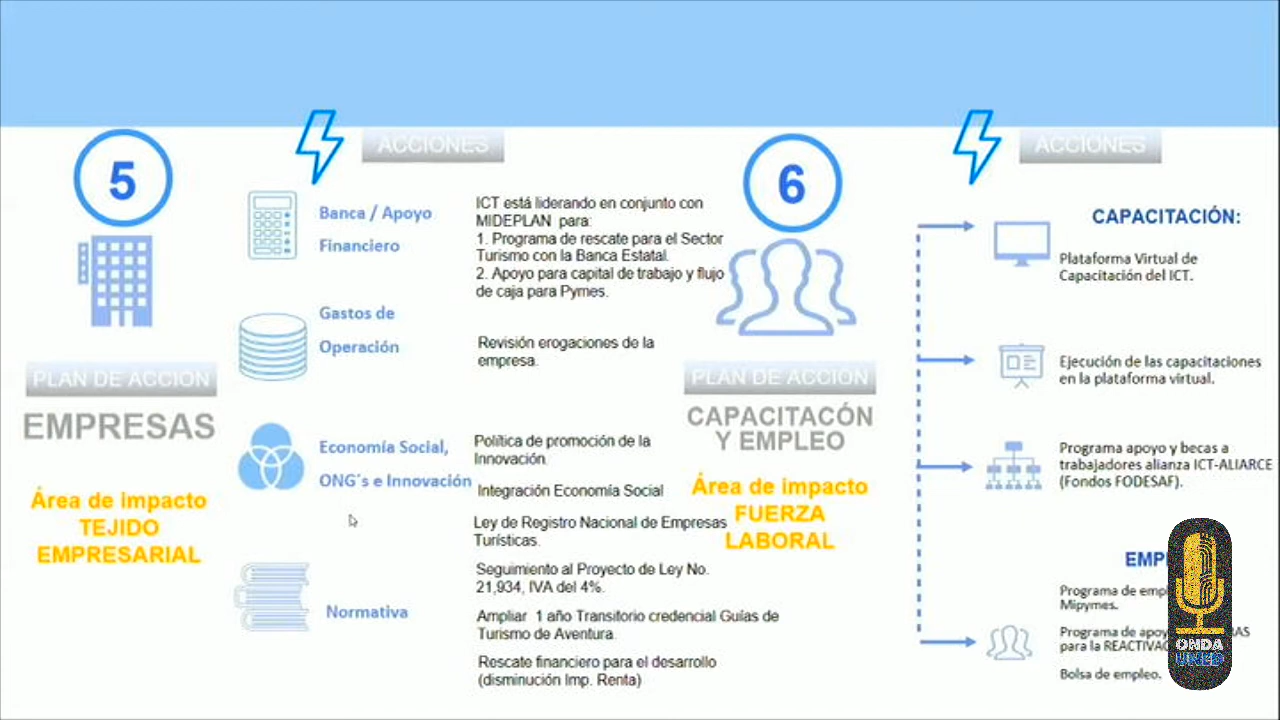 5
PLAN DE ACCION
EMPRESAS
Área de impacto
TEJIDO
EMPRESARIAL
ACCIONES
Banca / Apoyo
Financiero
ICT está liderando en conjunto con
MIDEPLAN para:
1. Programa de rescate para el Sector
Turismo con la Banca Estatal.
2. Apoyo para capital de trabajo y flujo
de caja para Pymes.
Gastos de
Operación
Revisión erogaciones de la
empresa.
Economía Social,
ONG´s e Innovación
Política de promoción de la
Innovación.
Integración Economía Social
Ley de Registro Nacional de Empresas
Turísticas.
Normativa
Seguimiento al Proyecto de Ley No.
21,934, IVA del 4%.
Ampliar 1 año Transitorio credencial Guías de
Turismo de Aventura.
Rescate financiero para el desarrollo
(disminución Imp. Renta)
6
PLAN DE ACCION
CAPACITACÓN
Y EMPLEO
Área de impacto
FUERZA
LABORAL
ACCIONES
CAPACITACIÓN:
Plataforma Virtual de
Capacitación del ICT.
Ejecución de las capacitaciones
en la plataforma virtual.
Programa apoyo y becas a
trabajadores alianza ICT-ALIARCE
(Fondos FODESAF).
Programa de
Mipymes.
Programa de
para la
Bolsa de empleo.
ONDA
UNED